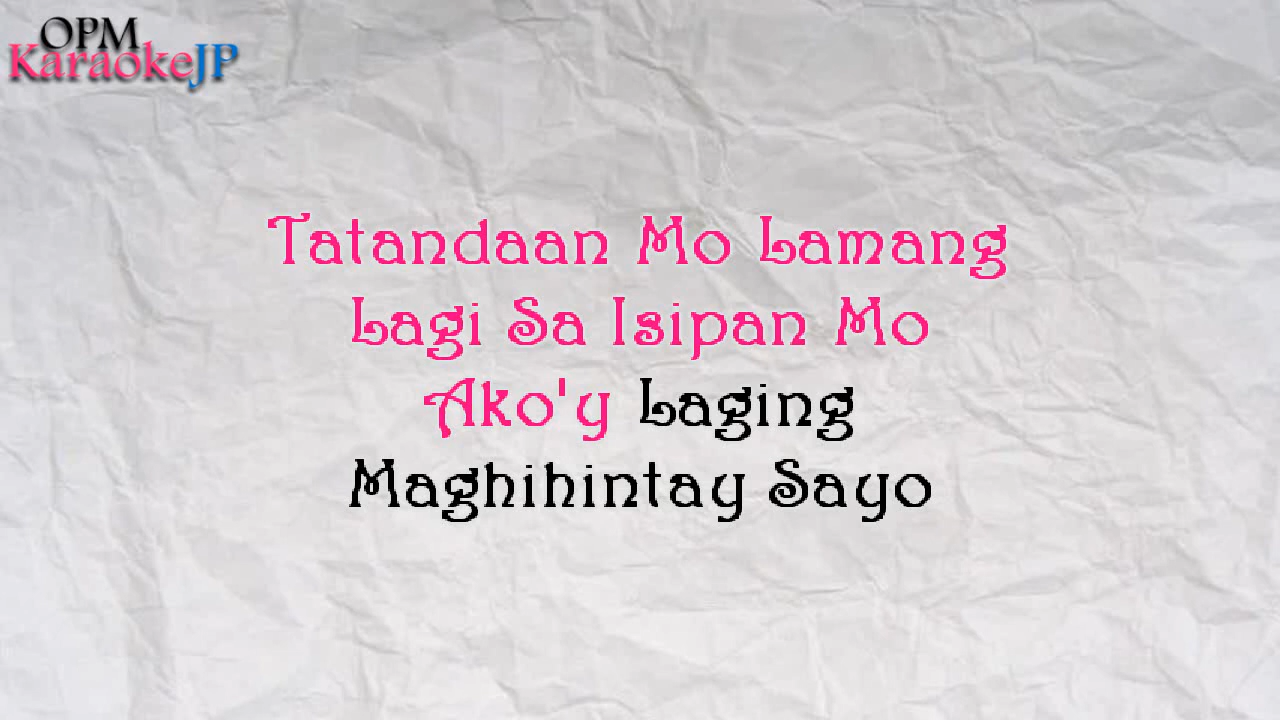 OPM
KaraokeJP
Tatandaan Mo Lamang
Lagi Sa Isipan Mo
Ako'y Laging
Maghihintay Sayo